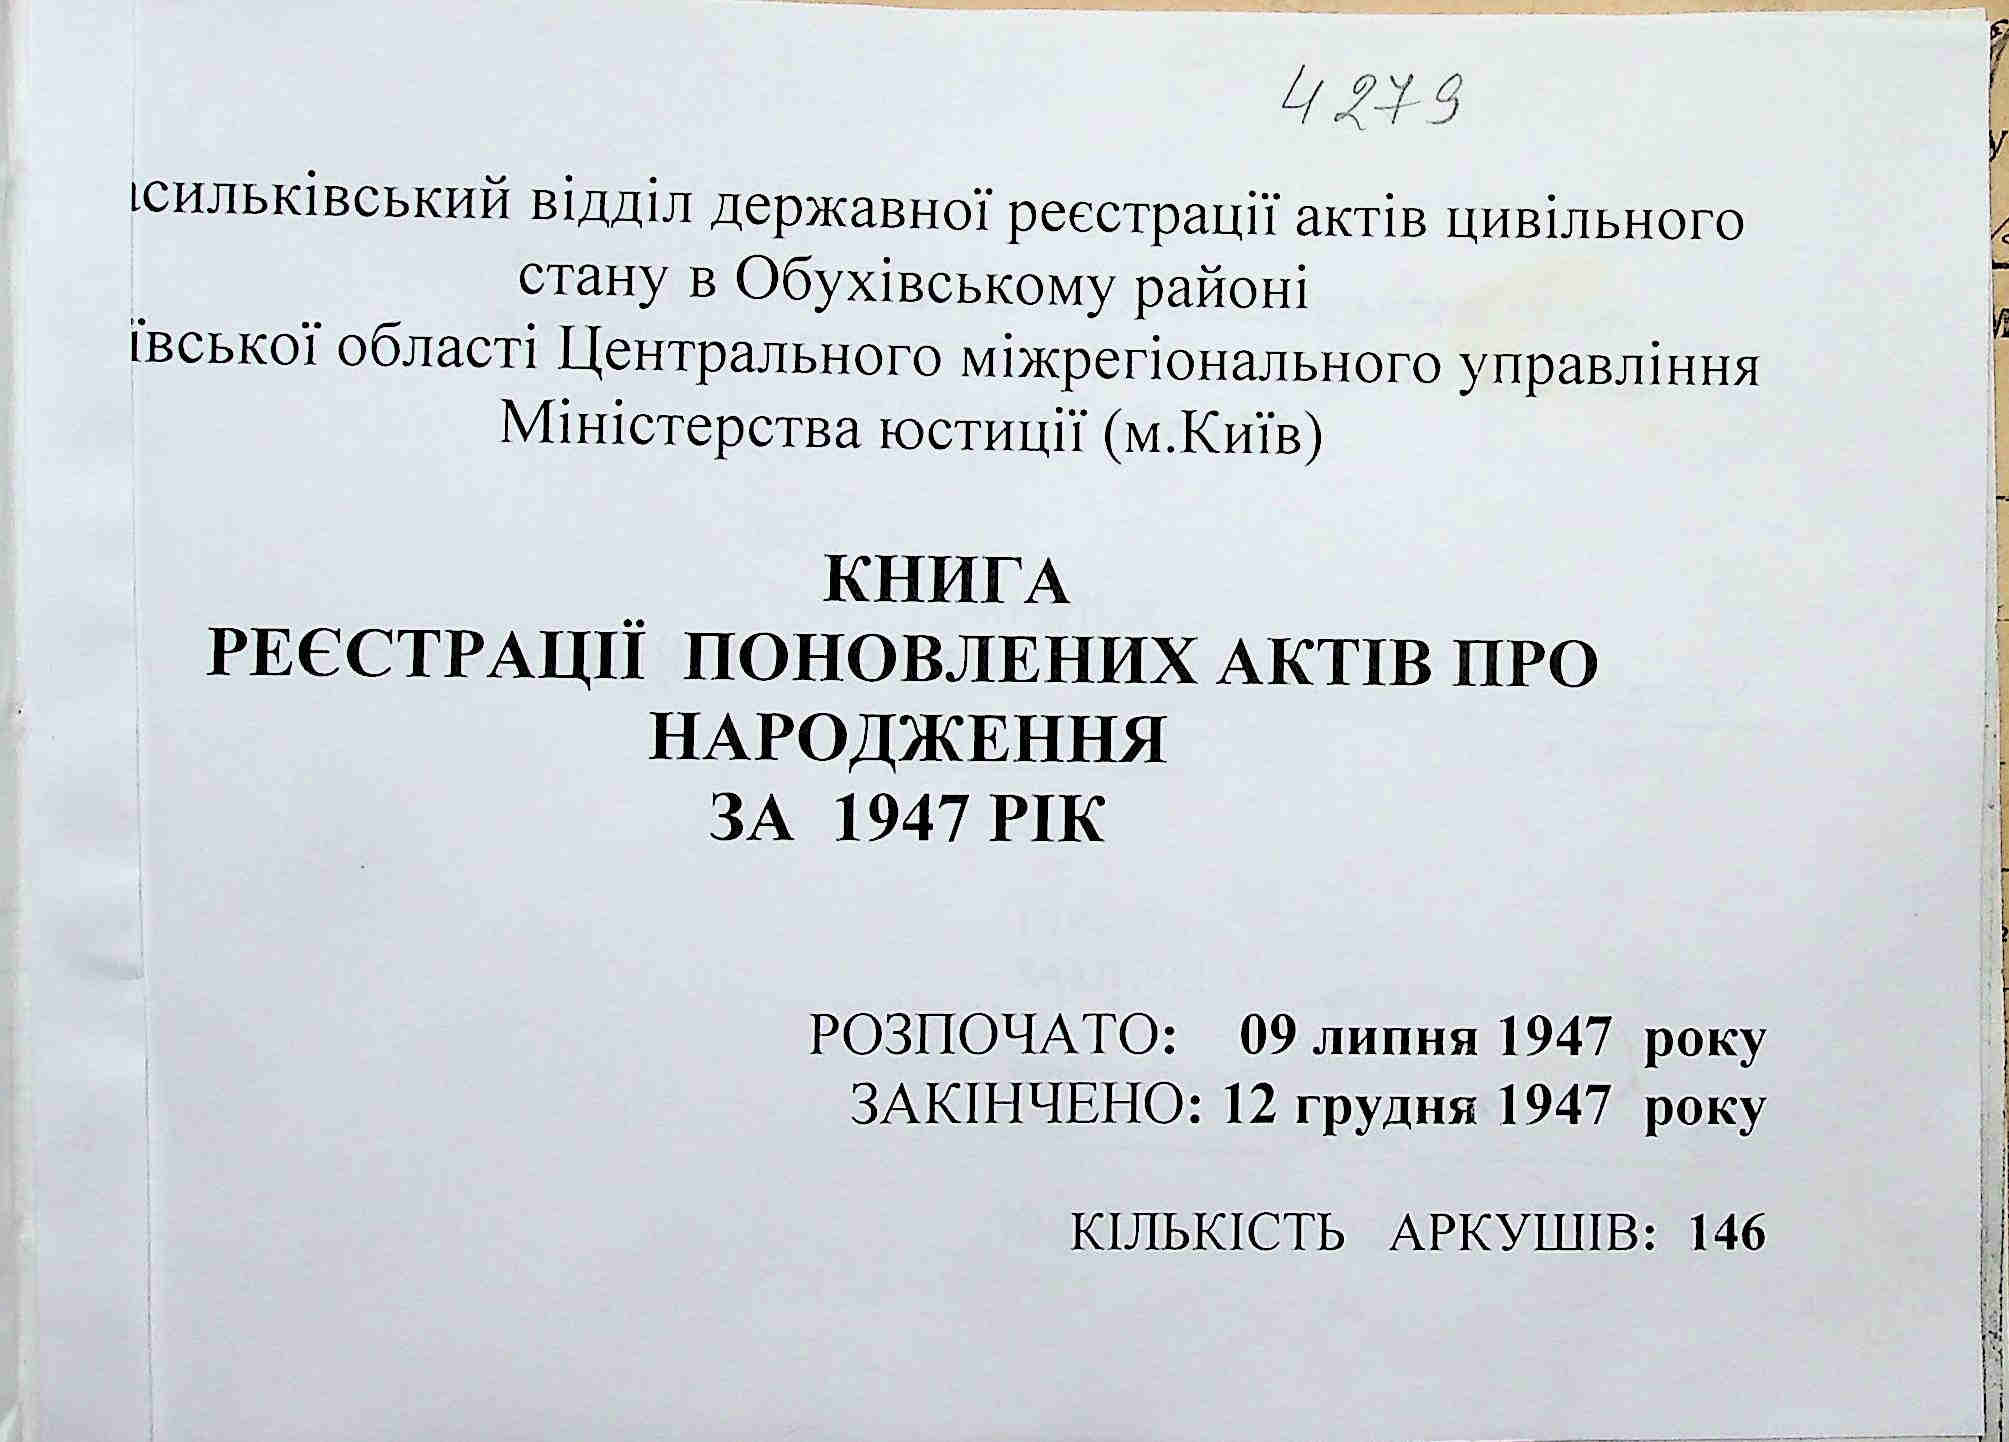 4279
асильківський відділ державної реєстрації актів цивільного
стану в Обухівському районі
ївської області Центрального міжрегіонального управління
Міністерства юстиції (м.Київ)
КНИГА
РЕЄСТРАЦІЇ ПОНОВЛЕНИХ АКТІВ ПРО
НАРОДЖЕННЯ
ЗА 1947 РІК
РОЗПОЧАТО: 09 липня 1947 року
ЗАКІНЧЕНО: 12 грудня 1947 року
КІЛЬКІСТЬ АРКУШІВ: 146